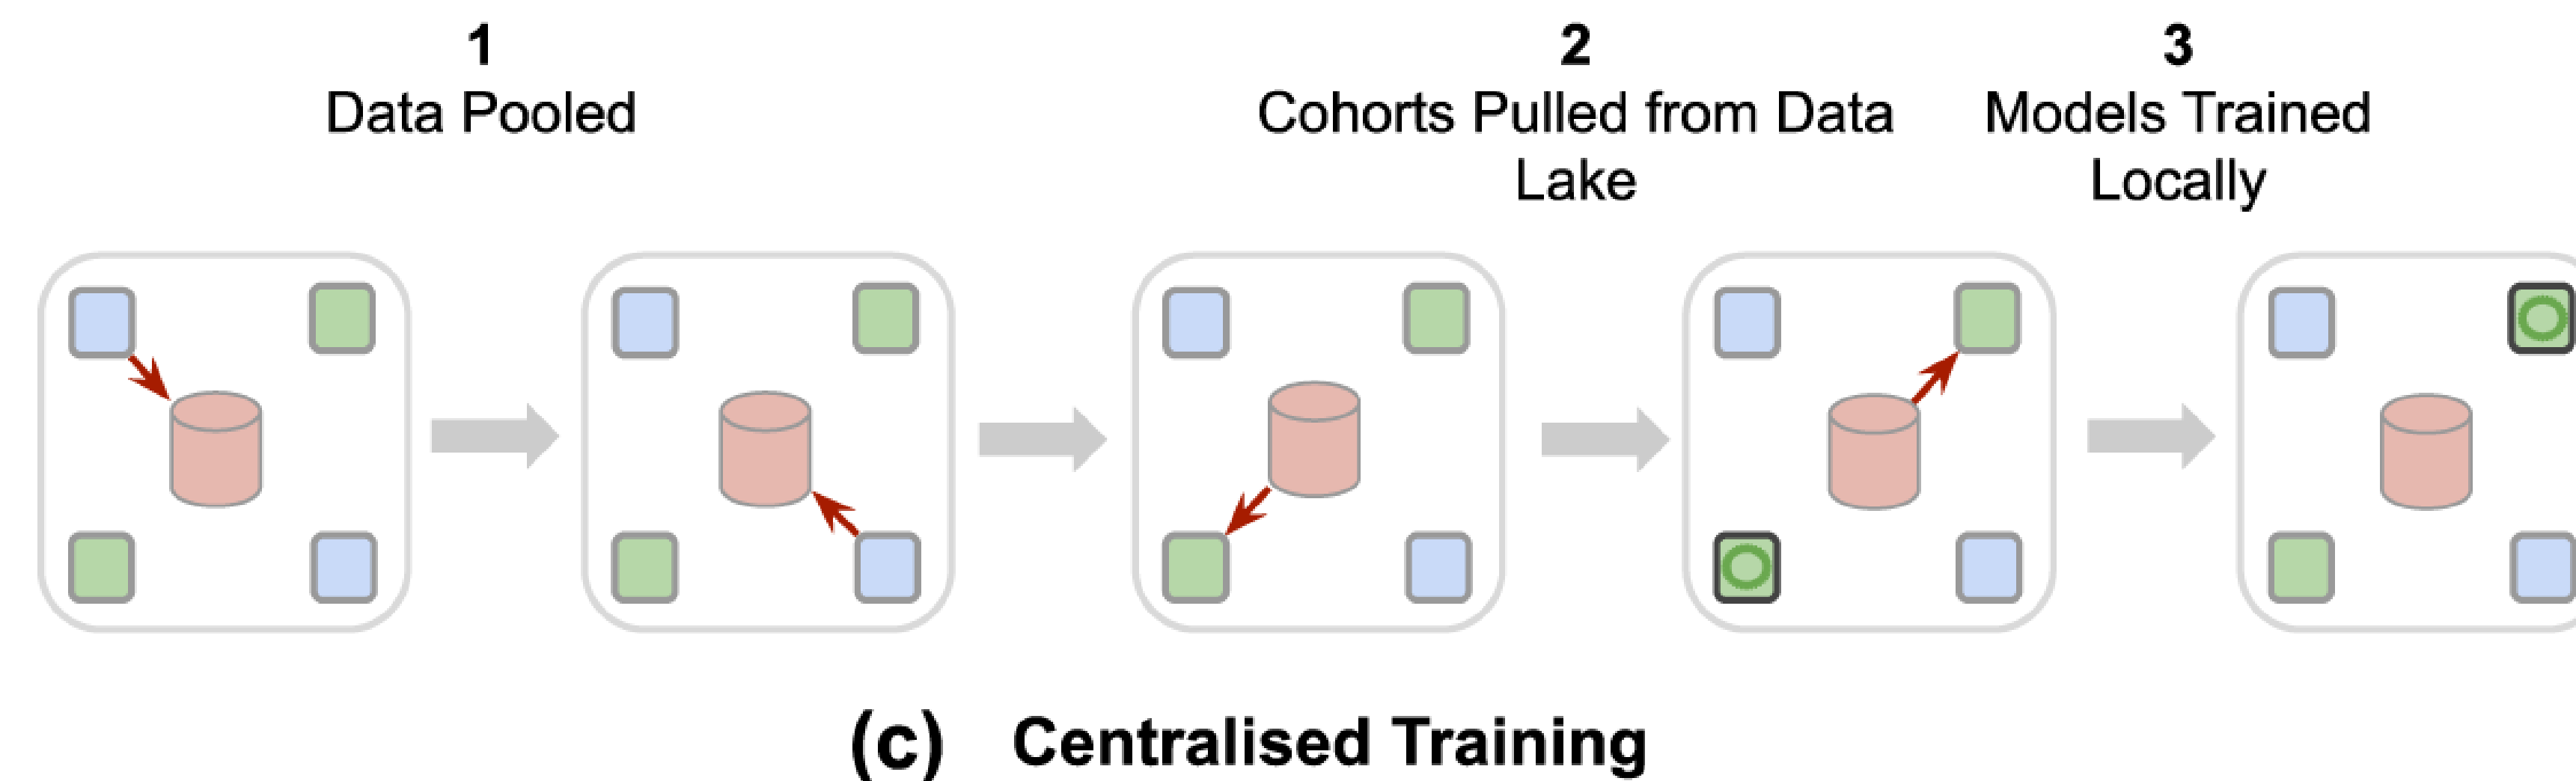 1
Data Pooled
2
Cohorts Pulled from Data
Lake
3
Models Trained
Locally
(c) Centralised Training